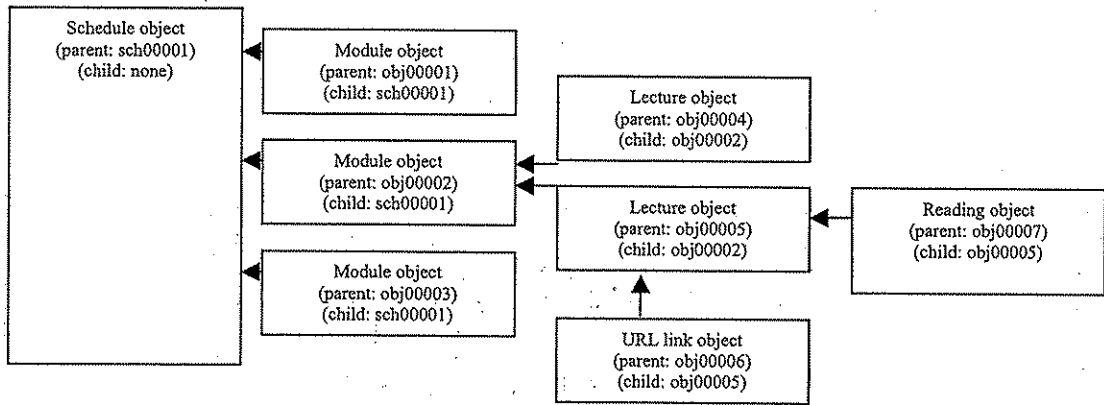 Schedule object
(parent: sch00001)
(child: none)
Module object
(parent: obj00001)
(child: sch00001)
Module object
(parent: obj00002)
(child: sch00001)
Module object
(parent: obj00003)
(child: sch00001)
Lecture object
(parent: obj00004)
(child: obj00002)
Lecture object
(parent: obj00005)
(child: obj00002)
URL link object
(parent: obj00006)
(child: obj00005)
Reading object
(parent: obj00007)
(child: obj00005)